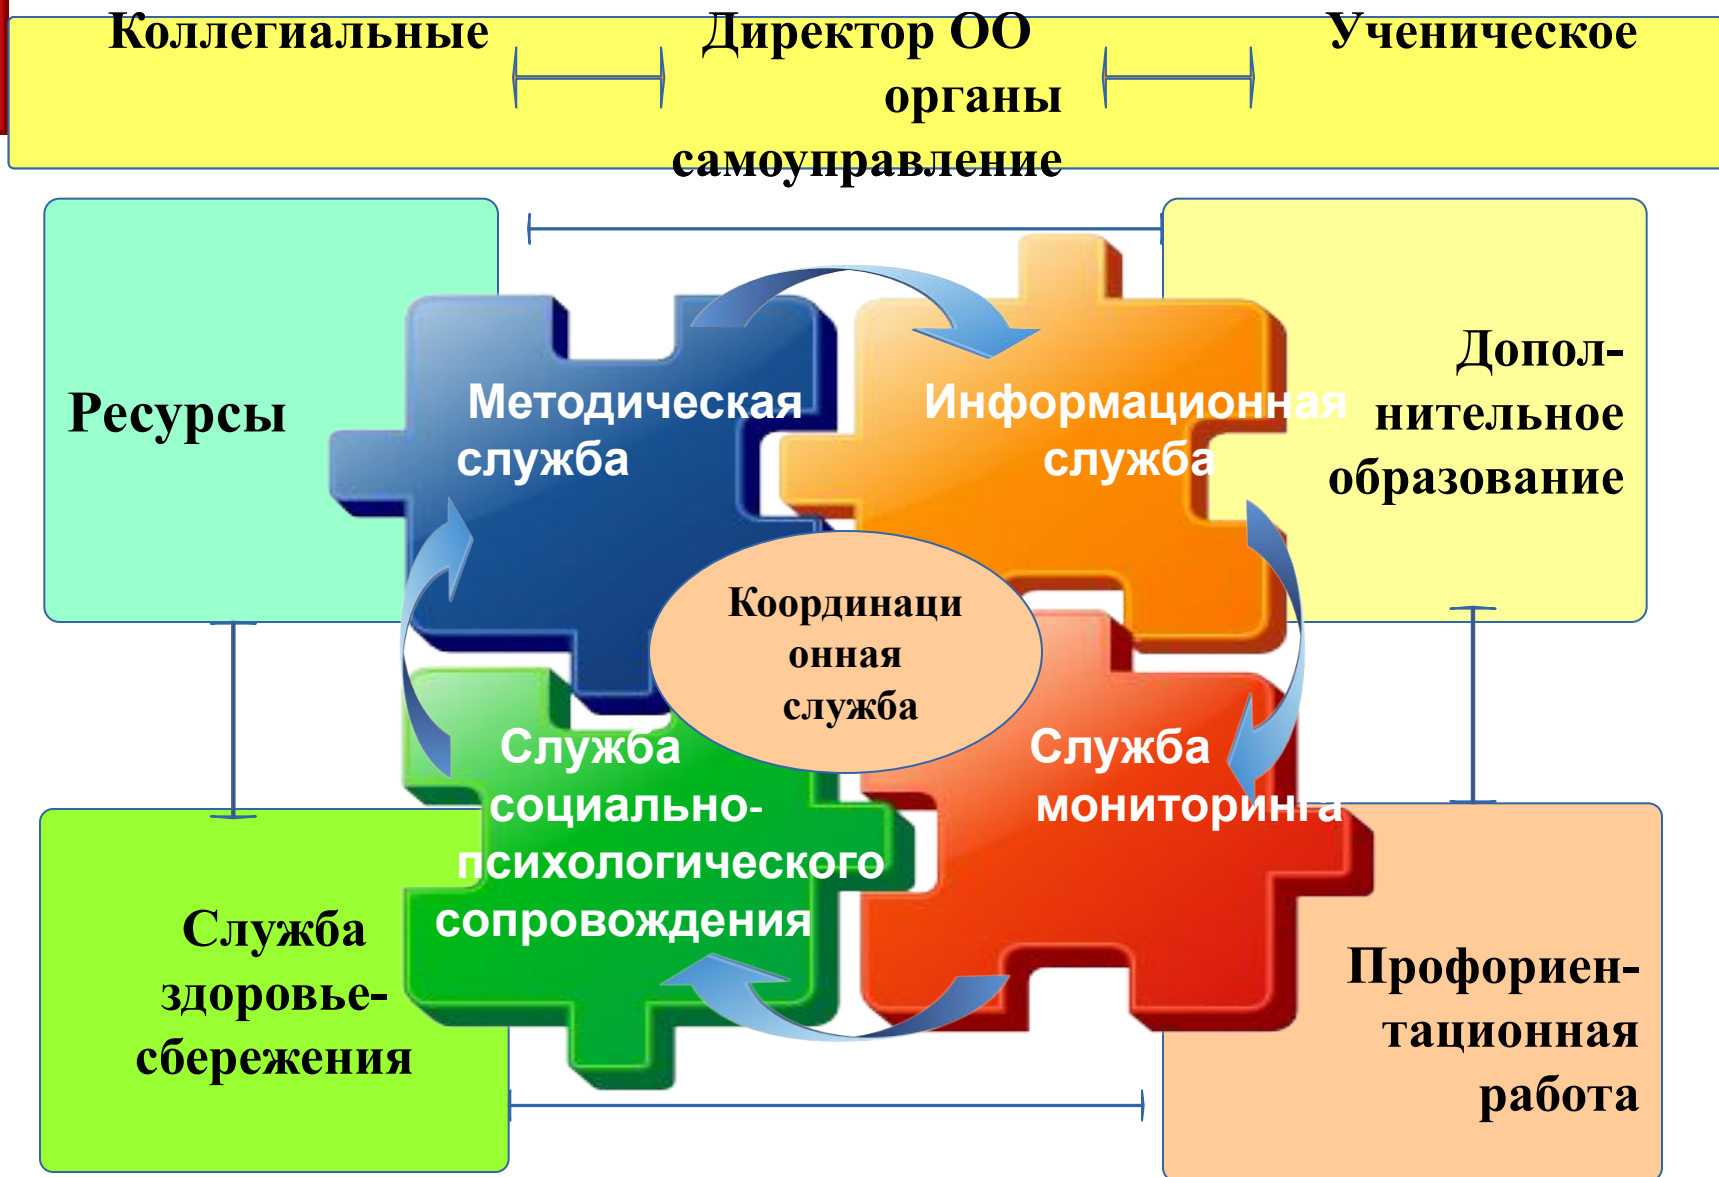 Коллегиальные Директор ОО Ученическое
органы
самоуправление
Ресурсы
Методическая
служба
Информационная
служба
Допол-
нительное
образование
Координаци
онная
служба
Служба
социально-
психологического
сопровождения
Служба
мониторинга
Служба
здоровье-
сбережения
Профориен-
тационная
работа